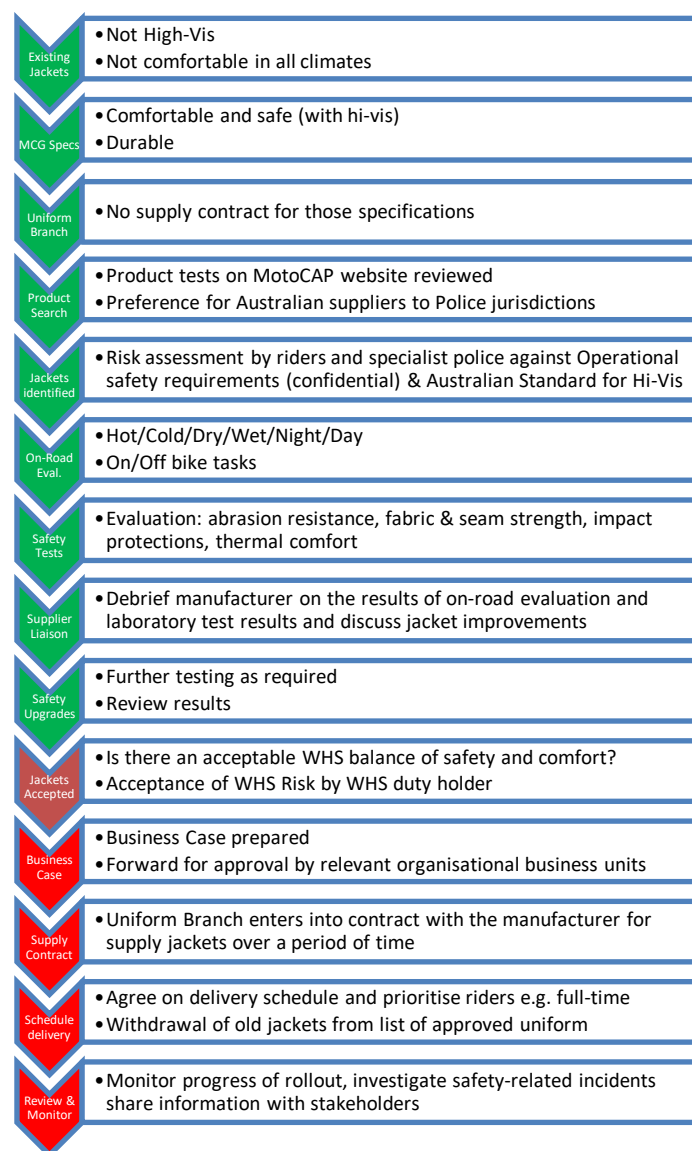 Existing
Jackets
•Not High-Vis
•Not comfortable in all climates
MCG Specs
•Comfortable and safe (with hi-vis)
•Durable
Uniform
Branch
•No supply contract for those specifications
Product
Search
•Product tests on MotoCAP website reviewed
•Preference for Australian suppliers to Police jurisdictions
Jackets
identified
•Risk assessment by riders and specialist police against Operational
safety requirements (confidential) & Australian Standard for Hi-Vis
On-Road
Eval.
•Hot/Cold/Dry/Wet/Night/Day
•On/Off bike tasks
Safety
Tests
•Evaluation: abrasion resistance, fabric & seam strength, impact
protections, thermal comfort
Supplier
Liaison
•Debrief manufacturer on the results of on-road evaluation and
laboratory test results and discuss jacket improvements
Safety
Upgrades
•Further testing as required
•Review results
Jackets
Accepted
•Is there an acceptable WHS balance of safety and comfort?
•Acceptance of WHS Risk by WHS duty holder
Business
Case
•Business Case prepared
•Forward for approval by relevant organisational business units
Supply
Contract
•Uniform Branch enters into contract with the manufacturer for
supply jackets over a period of time
Schedule
delivery
•Agree on delivery schedule and prioritise riders e.g. full-time
•Withdrawal of old jackets from list of approved uniform
Review &
Monitor
•Monitor progress of rollout, investigate safety-related incidents
share information with stakeholders